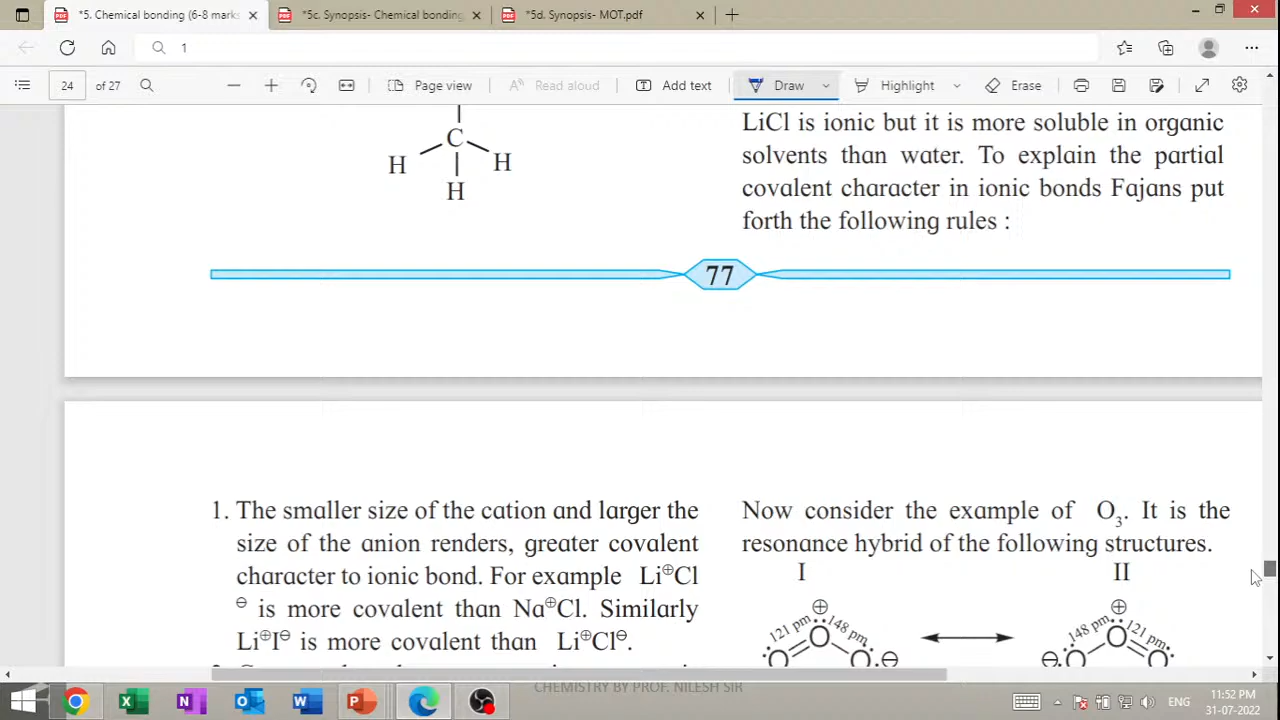 *5. Chemical bonding (6-8 marks
*5c. Synopsis- Chemical bonding
*5d. Synopsis- MOT.pdf
1
24 of 27
Page view
Read aloud
Add text
Draw
Highlight
Erase
C
H H
H
LiCl is ionic but it is more soluble in organic
solvents than water. To explain the partial
covalent character in ionic bonds Fajans put
forth the following rules :
77
1. The smaller size of the cation and larger the
size of the anion renders, greater covalent
character to ionic bond. For example Li⊕Cl
⊖ is more covalent than Na⊕Cl. Similarly
Li⊕I⊖ is more covalent than Li⊕Cl⊖.
Now consider the example of O₃. It is the
resonance hybrid of the following structures.
I II
⊕ ⊕
121 pm 148 pm 148 pm 121 pm
O O
O O ⊖ ⊖ O O
CHEMISTRY BY PROF. NILESH SIR
ENG
11:52 PM
31-07-2022